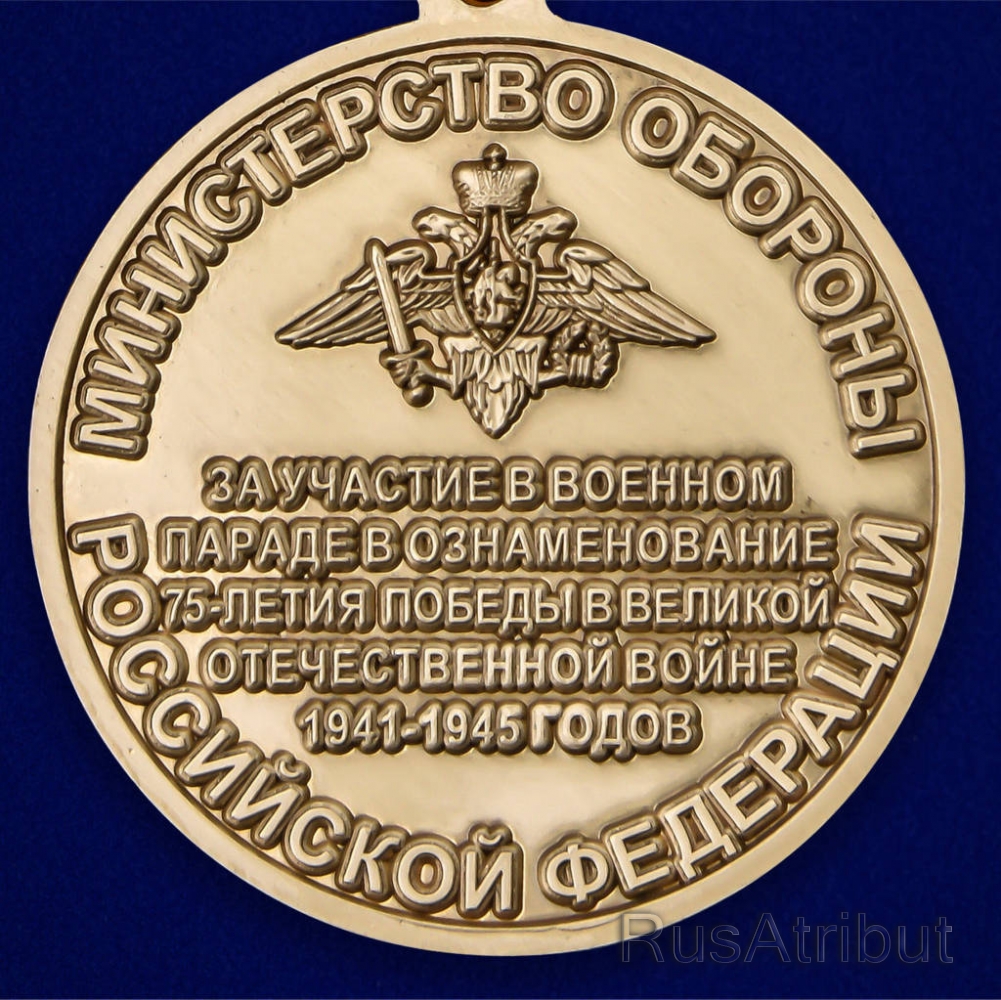 МИНИСТЕРСТВО ОБОРОНЫ
ЗА УЧАСТИЕ В ВОЕННОМ
ПАРАДЕ В ОЗНАМЕНОВАНИЕ
75-ЛЕТИЯ ПОБЕДЫ В ВЕЛИКОЙ
ОТЕЧЕСТВЕННОЙ ВОЙНЕ
1941-1945 ГОДОВ
РОССИЙСКОЙ ФЕДЕРАЦИИ
RusAtribut